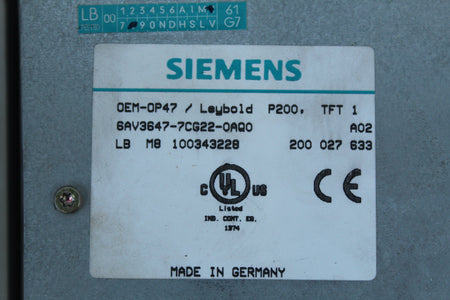 LB 00 1 2 3 4 5 6 A J M 61
7 9 0 N D H S L V G7
SIEMENS
OEM-OP47 / Leybold P200, TFT 1
6AV3647-7CG22-0AQ0 A02
LB M8 100343228 200 027 633
C UL US
Listed
IND. CONT. EQ.
1374
CE
MADE IN GERMANY